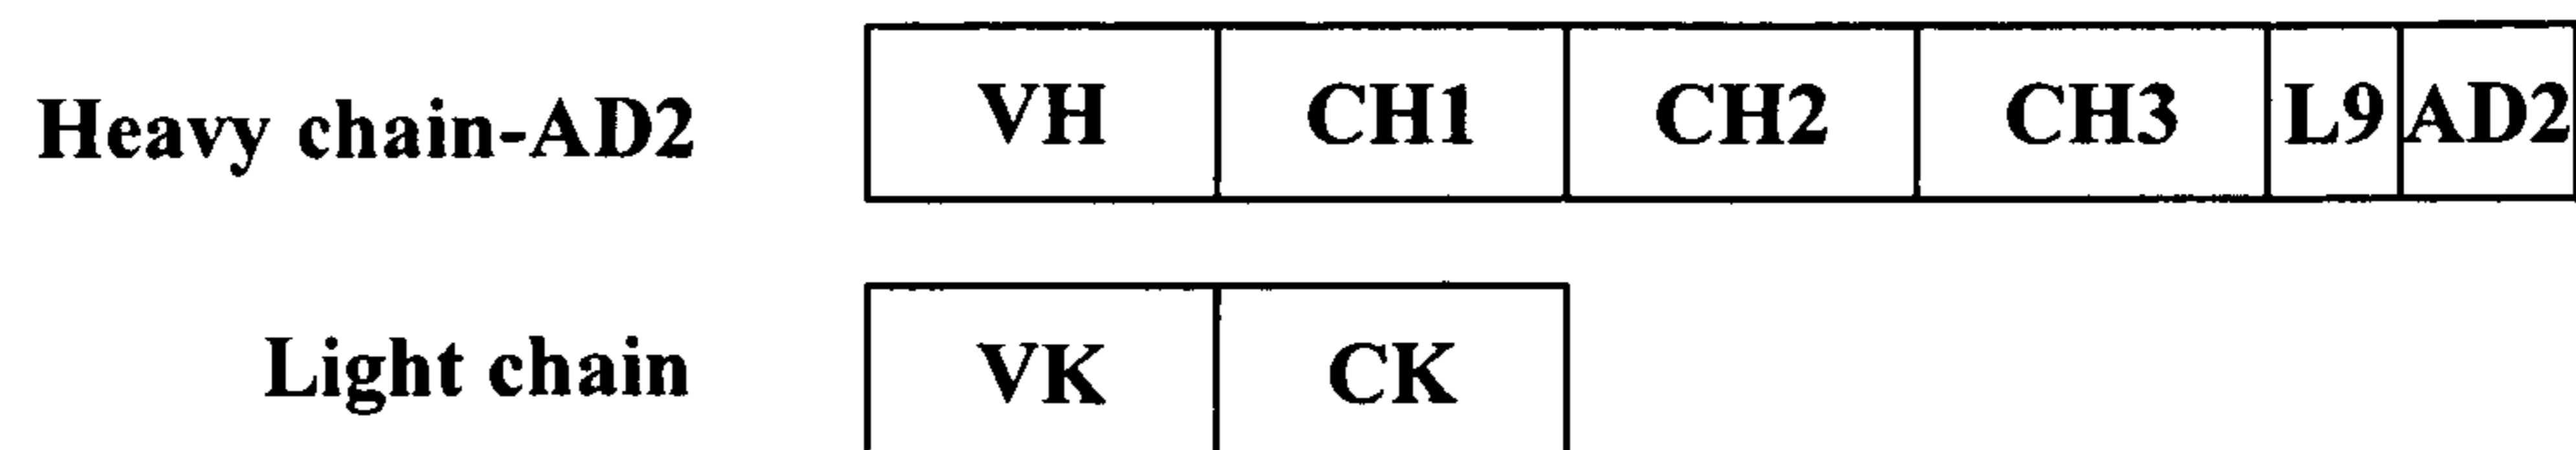 Heavy chain-AD2 VH CH1 CH2 CH3 L9 AD2
Light chain VK CK